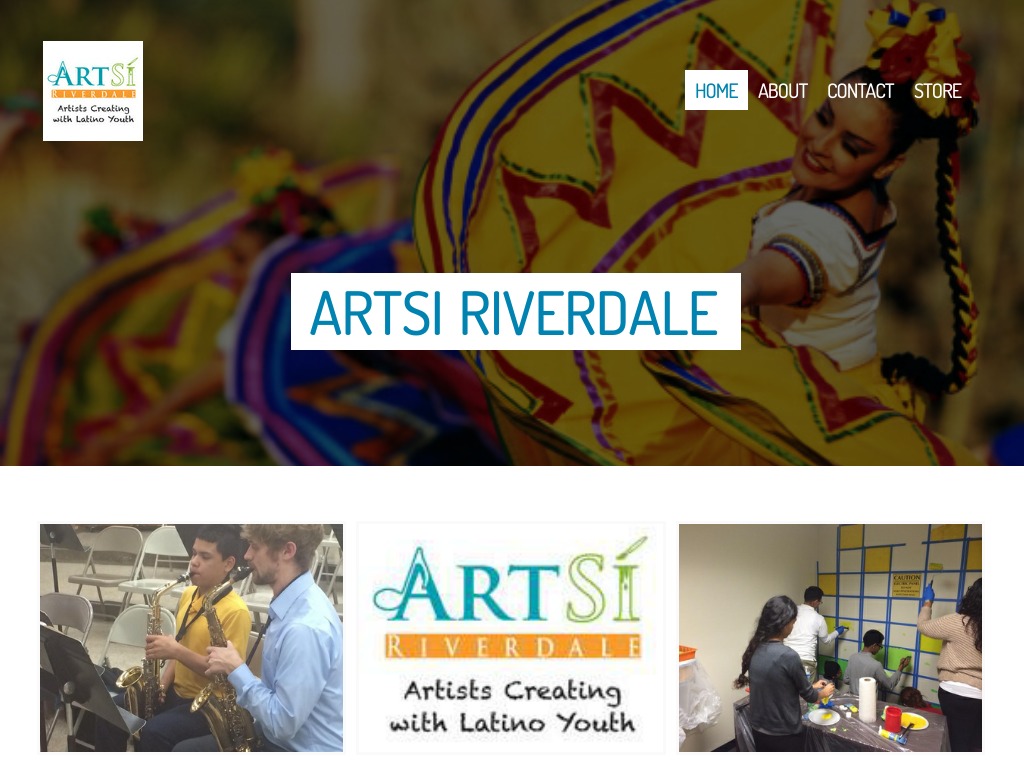 ARTSÍ
RIVERDALE
Artists Creating
with Latino Youth
HOME ABOUT CONTACT STORE
ARTSI RIVERDALE
ARTSÍ
RIVERDALE
Artists Creating
with Latino Youth
CAUTION